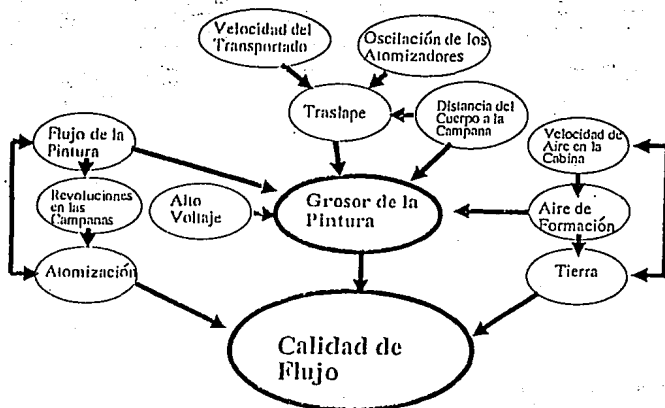 Velocidad del
Transportado
Oscilación de los
Atomizadores
Traslape
Distancia del
Cuerpo a la
Campana
Flujo de la
Pintura
Velocidad de
Aire en la
Cabina
Revoluciones
en las
Campanas
Alto
Voltaje
Grosor de la
Pintura
Aire de
Formación
Atomización
Tierra
Calidad de
Flujo